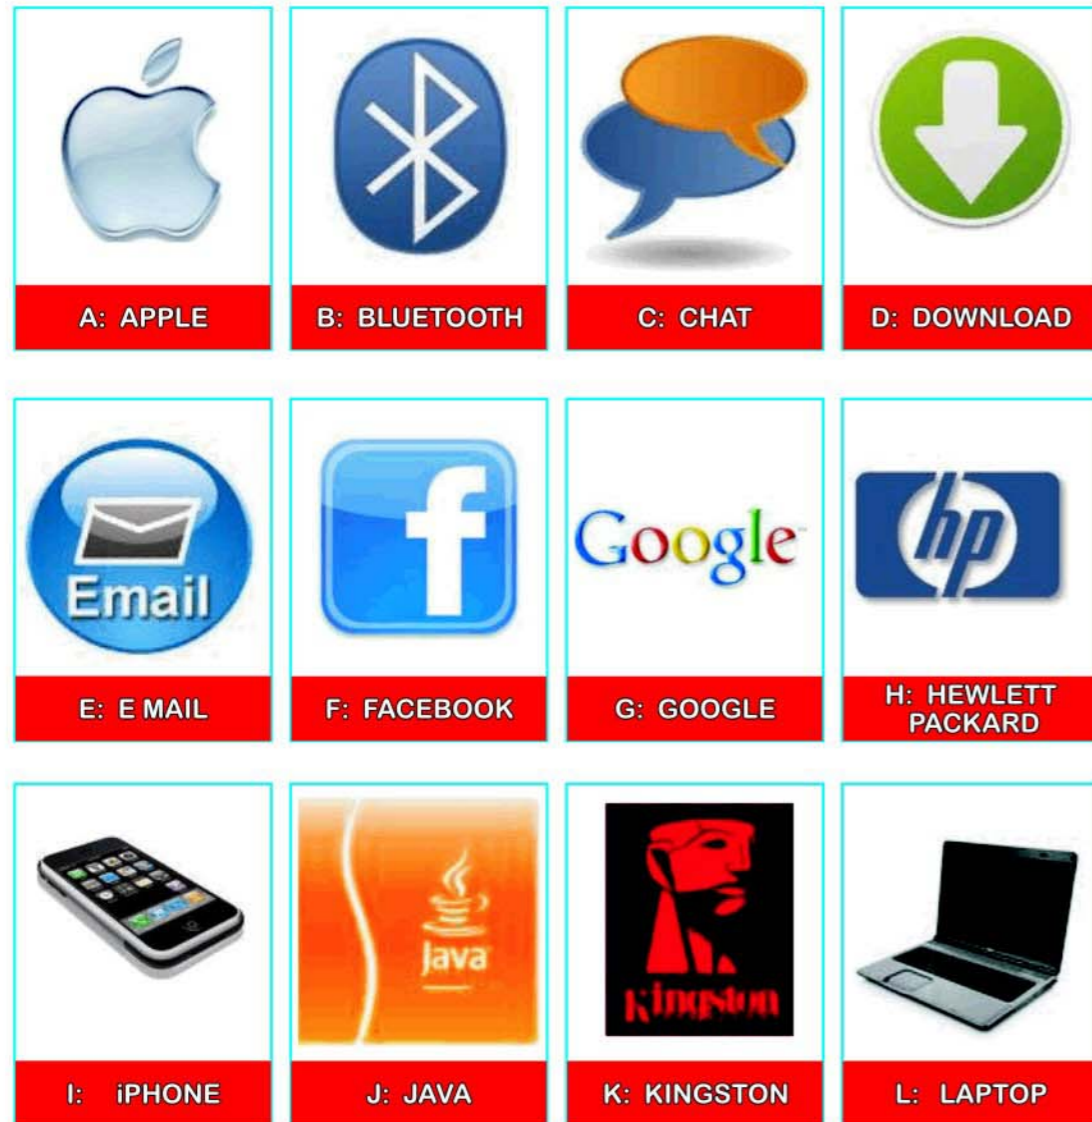 A: APPLE
B: BLUETOOTH
C: CHAT
D: DOWNLOAD
Email
f
Google
hp
E: E MAIL
F: FACEBOOK
G: GOOGLE
H: HEWLETT
PACKARD
Java
Kingston
I: iPHONE
J: JAVA
K: KINGSTON
L: LAPTOP